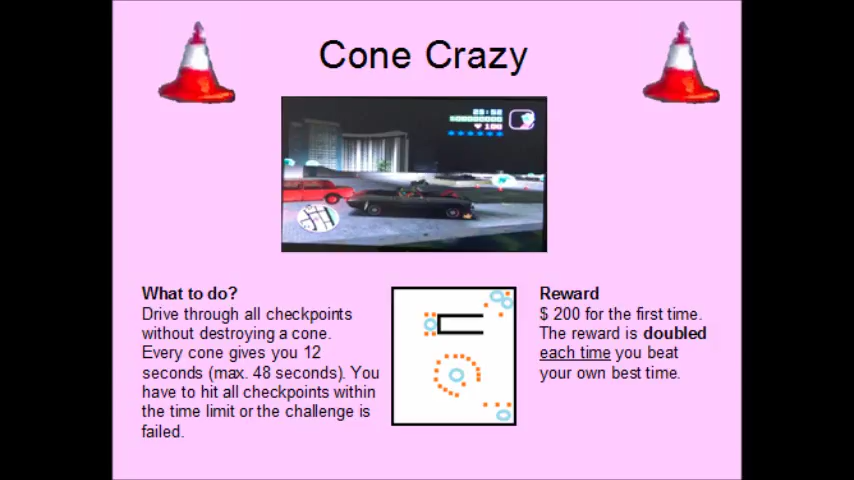 Cone Crazy
What to do?
Drive through all checkpoints
without destroying a cone.
Every cone gives you 12
seconds (max. 48 seconds). You
have to hit all checkpoints within
the time limit or the challenge is
failed.
Reward
$ 200 for the first time.
The reward is doubled
each time you beat
your own best time.